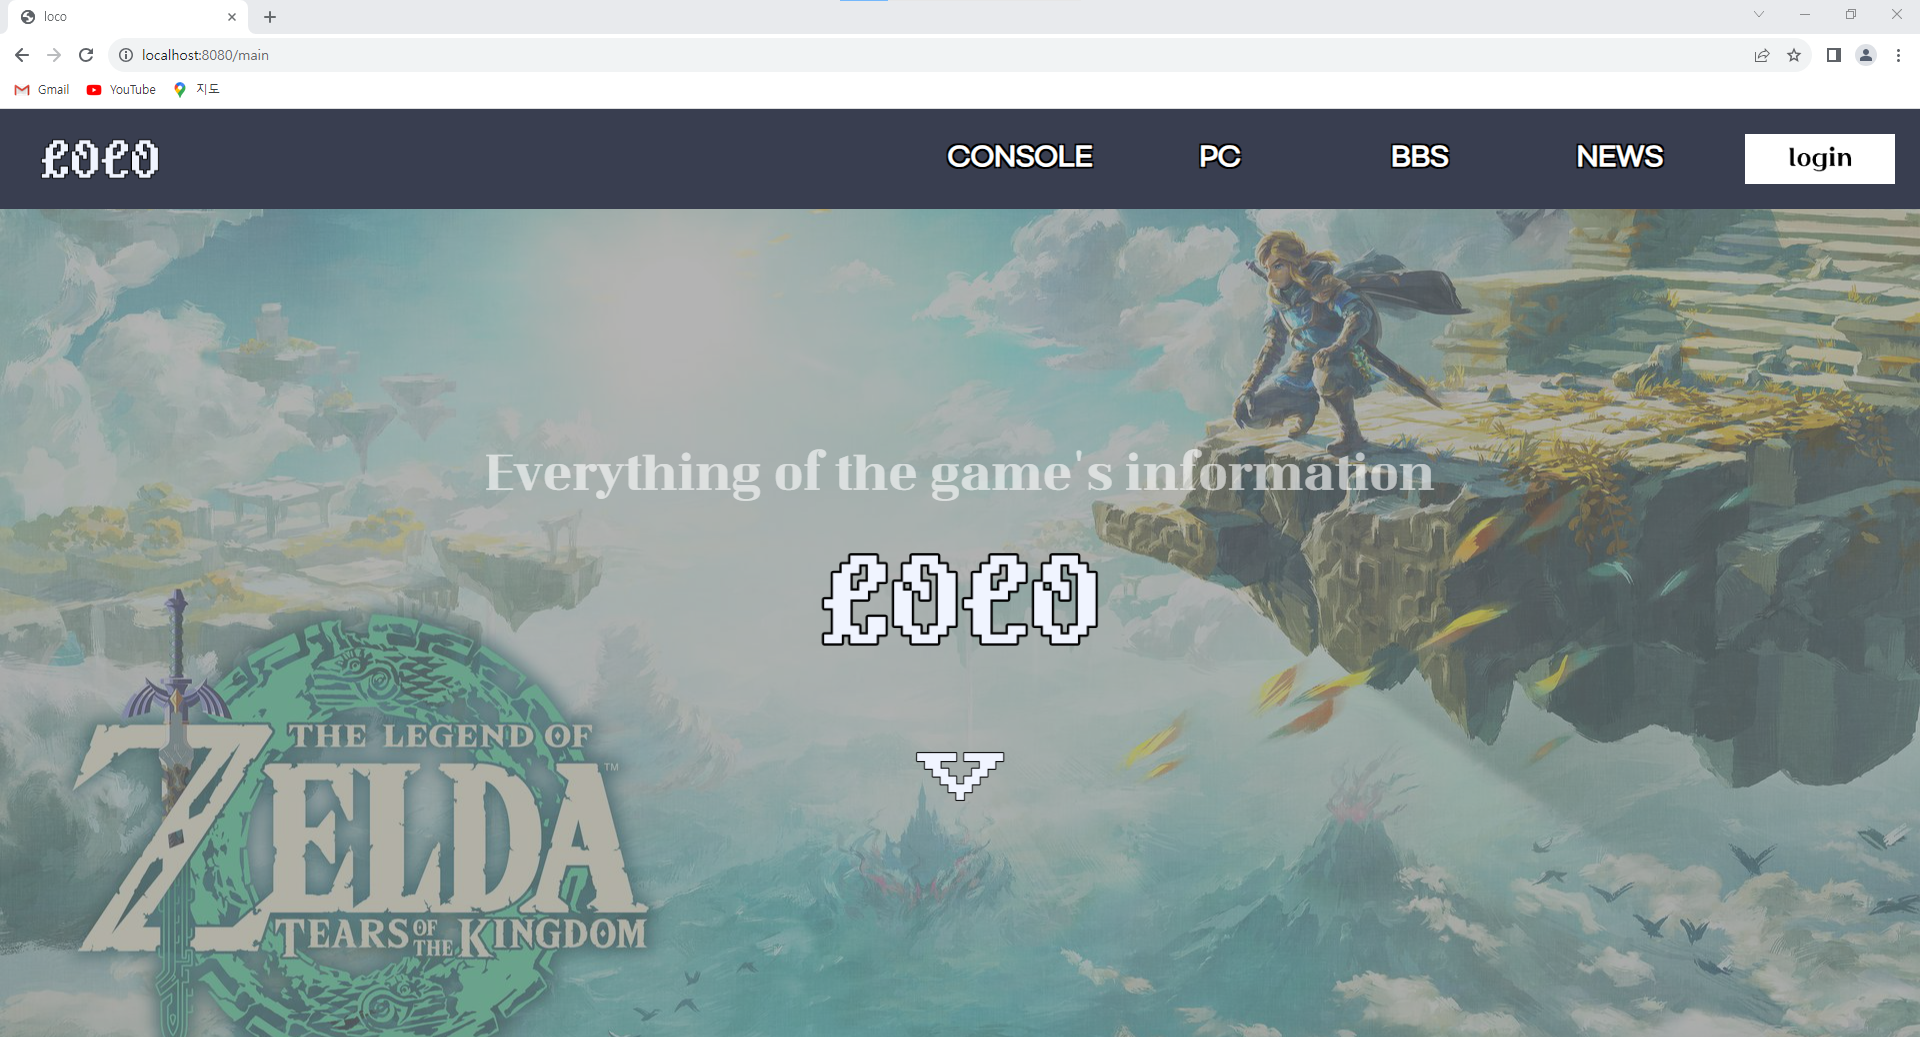 loco
localhost:8080/main
Gmail YouTube 지도
LOCO CONSOLE PC BBS NEWS login
Everything of the game's information
LOCO
THE LEGEND OF
ZELDA™
TEARS OF THE KINGDOM